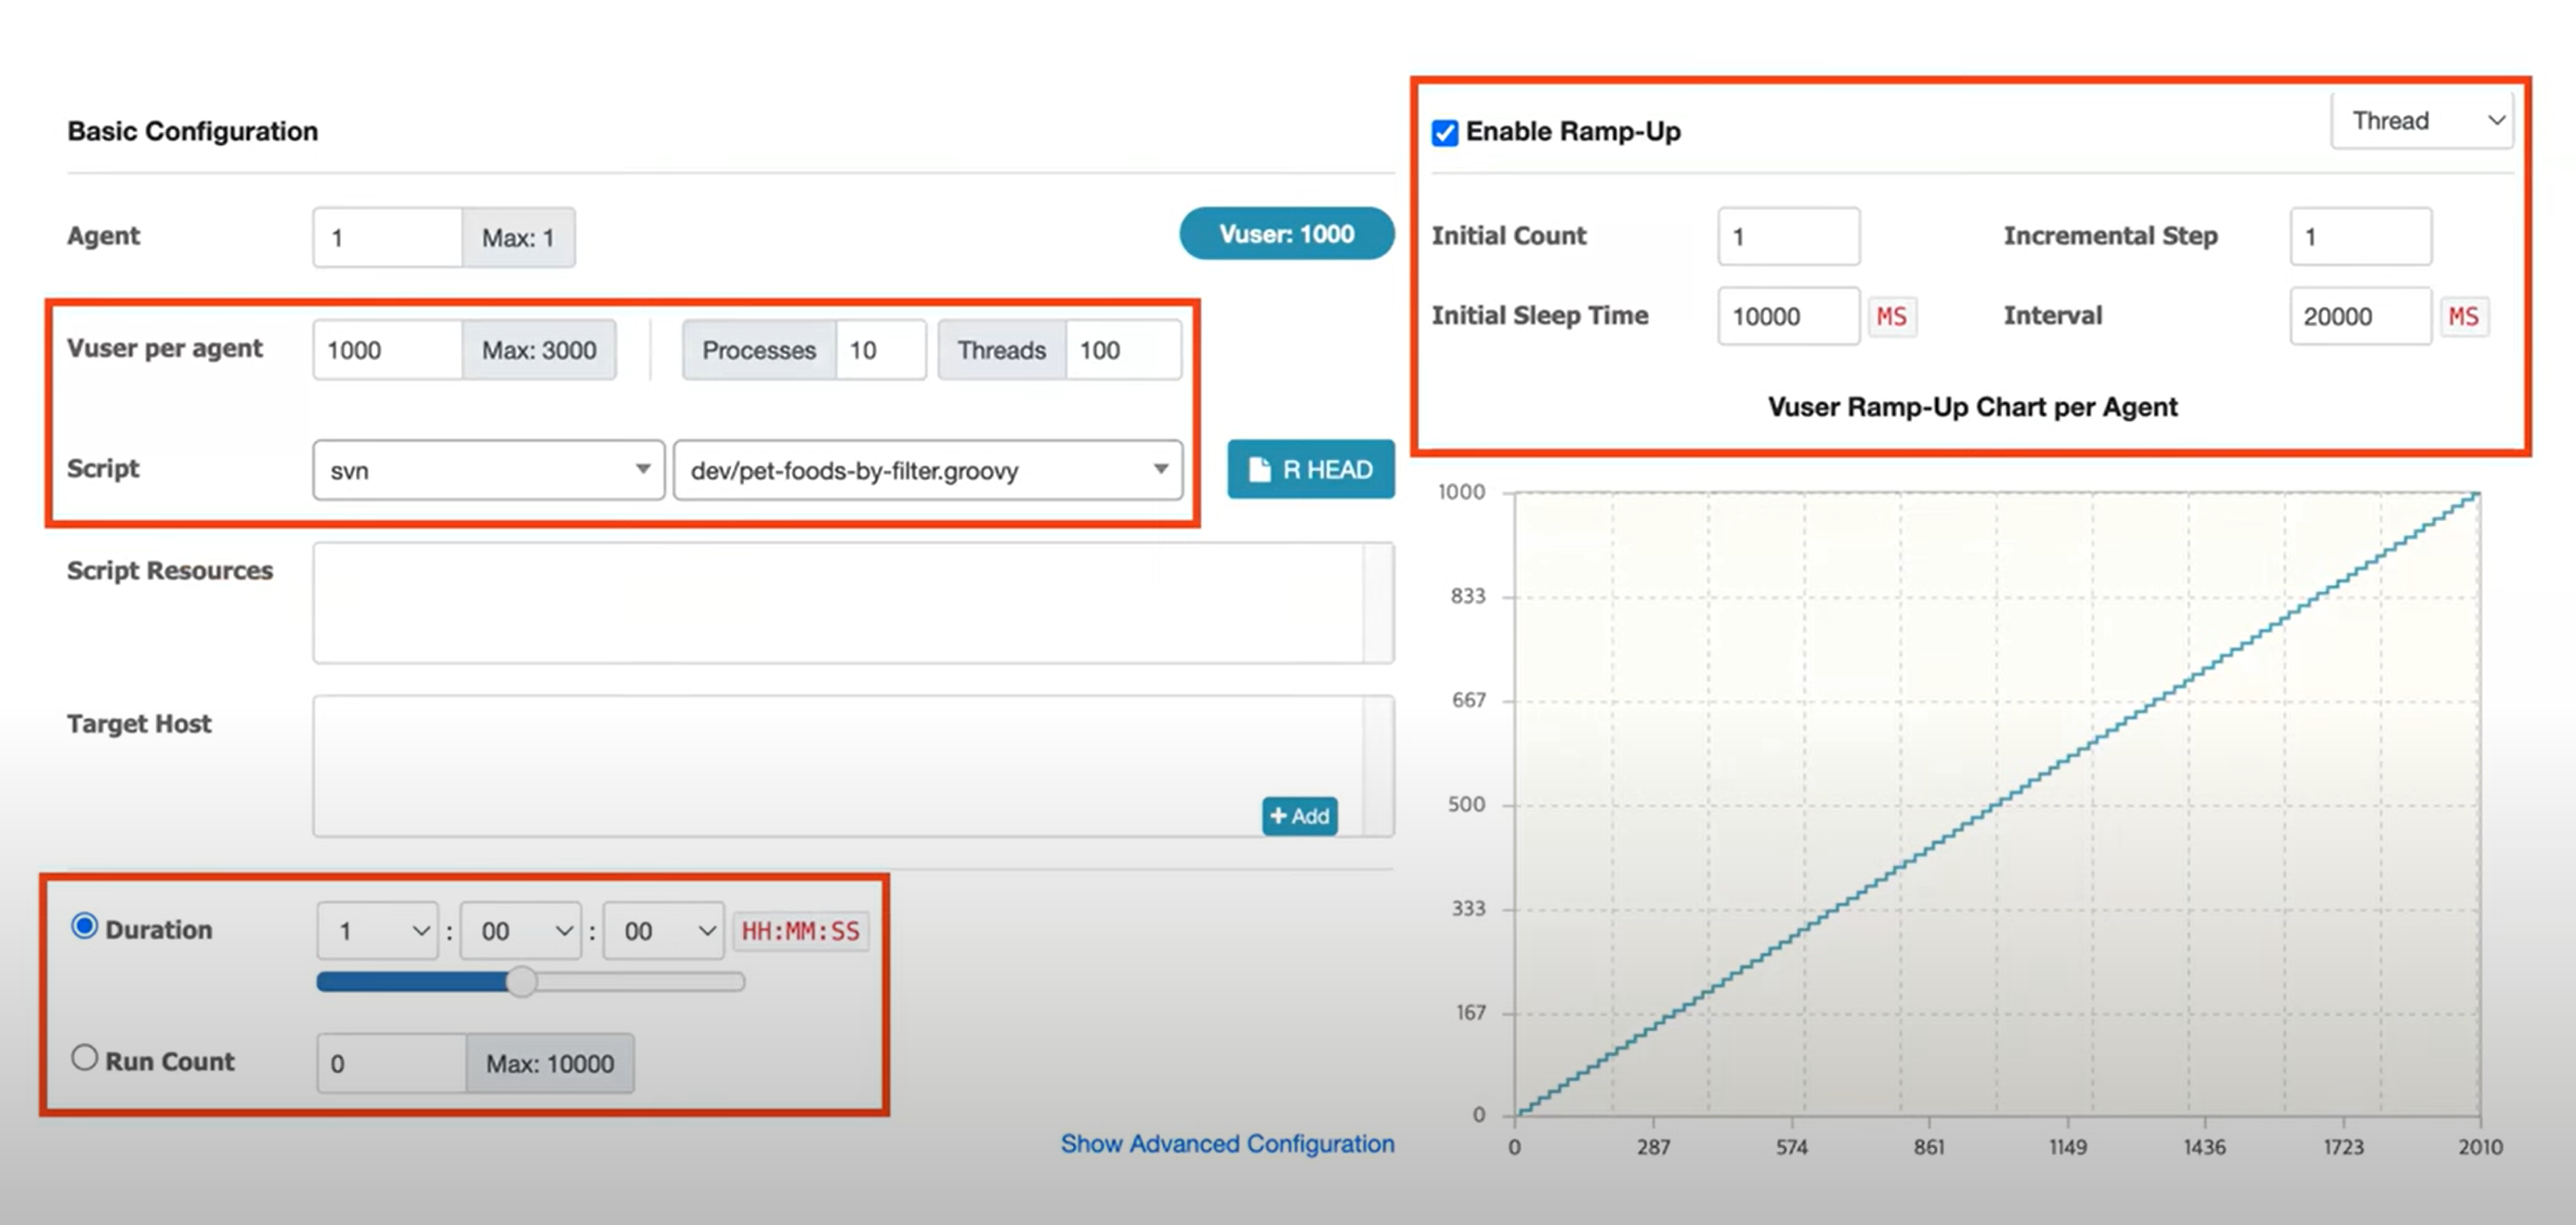 Basic Configuration
Agent 1 Max: 1 Vuser: 1000
Vuser per agent 1000 Max: 3000 Processes 10 Threads 100
Script svn dev/pet-foods-by-filter.groovy R HEAD
Script Resources
Target Host
+ Add
Duration 1 : 00 : 00 HH:MM:SS
Run Count 0 Max: 10000
Show Advanced Configuration
Enable Ramp-Up Thread
Initial Count 1 Incremental Step 1
Initial Sleep Time 10000 MS Interval 20000 MS
Vuser Ramp-Up Chart per Agent
1000
833
667
500
333
167
0
0 287 574 861 1149 1436 1723 2010